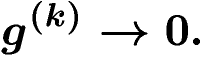 g^{(k)} → 0.